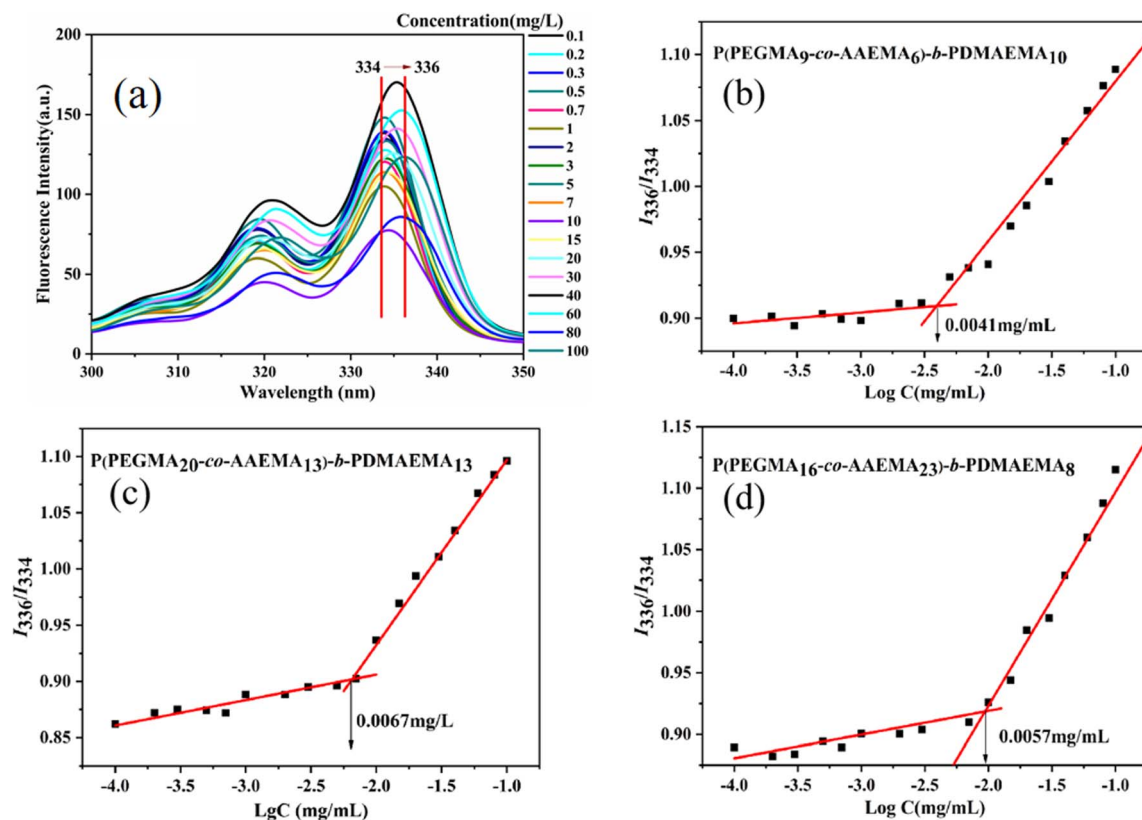 Concentration(mg/L)
200
150
100
50
0
Fluorescence Intensity(a.u.)
(a)
334
336
0.1
0.2
0.3
0.5
0.7
1
2
3
5
7
10
15
20
30
40
60
80
100
300 310 320 330 340 350
Wavelength (nm)
P(PEGMA9-co-AAEMA6)-b-PDMAEMA10
(b)
1.10
1.05
1.00
0.95
0.90
I336/I334
0.0041mg/mL
-4.0 -3.5 -3.0 -2.5 -2.0 -1.5 -1.0
Log C(mg/mL)
P(PEGMA20-co-AAEMA13)-b-PDMAEMA13
(c)
1.10
1.05
1.00
0.95
0.90
0.85
I336/I334
0.0067mg/L
-4.0 -3.5 -3.0 -2.5 -2.0 -1.5 -1.0
LgC (mg/mL)
P(PEGMA16-co-AAEMA23)-b-PDMAEMA8
(d)
1.15
1.10
1.05
1.00
0.95
0.90
I336/I334
0.0057mg/mL
-4.0 -3.5 -3.0 -2.5 -2.0 -1.5 -1.0
Log C(mg/mL)